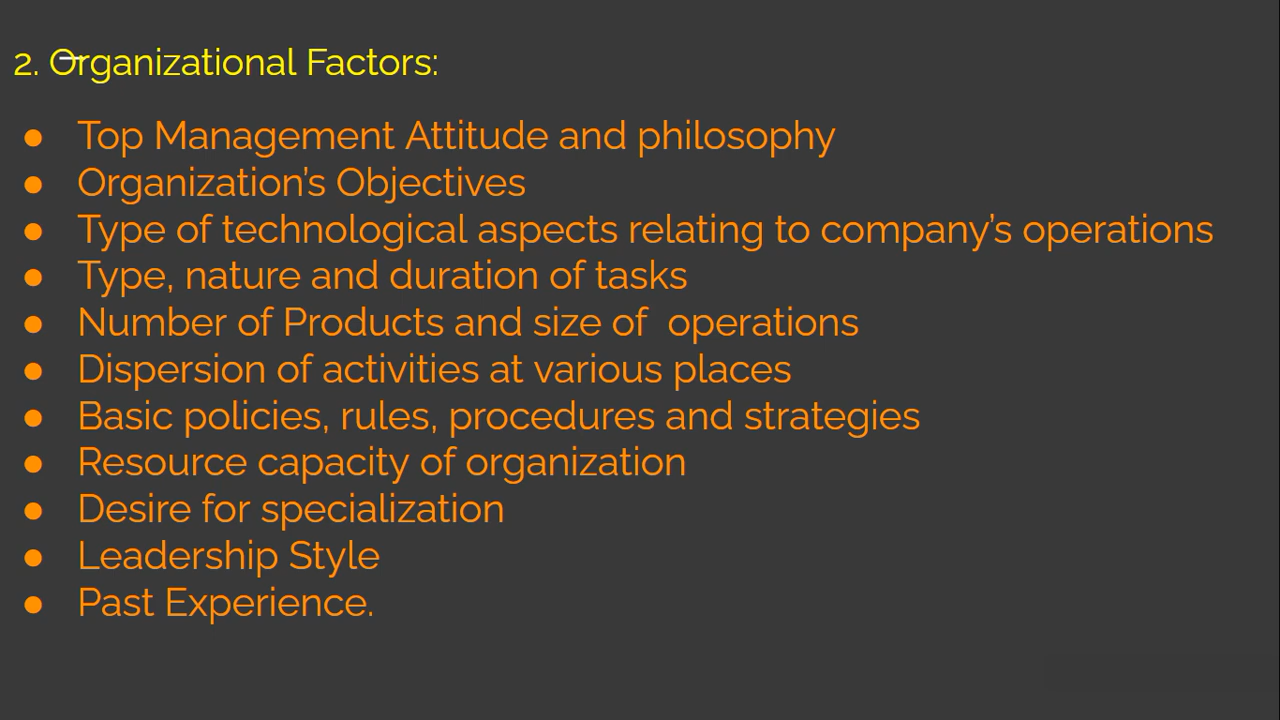 2. Organizational Factors:
● Top Management Attitude and philosophy
● Organization’s Objectives
● Type of technological aspects relating to company’s operations
● Type, nature and duration of tasks
● Number of Products and size of  operations
● Dispersion of activities at various places
● Basic policies, rules, procedures and strategies
● Resource capacity of organization
● Desire for specialization
● Leadership Style
● Past Experience.